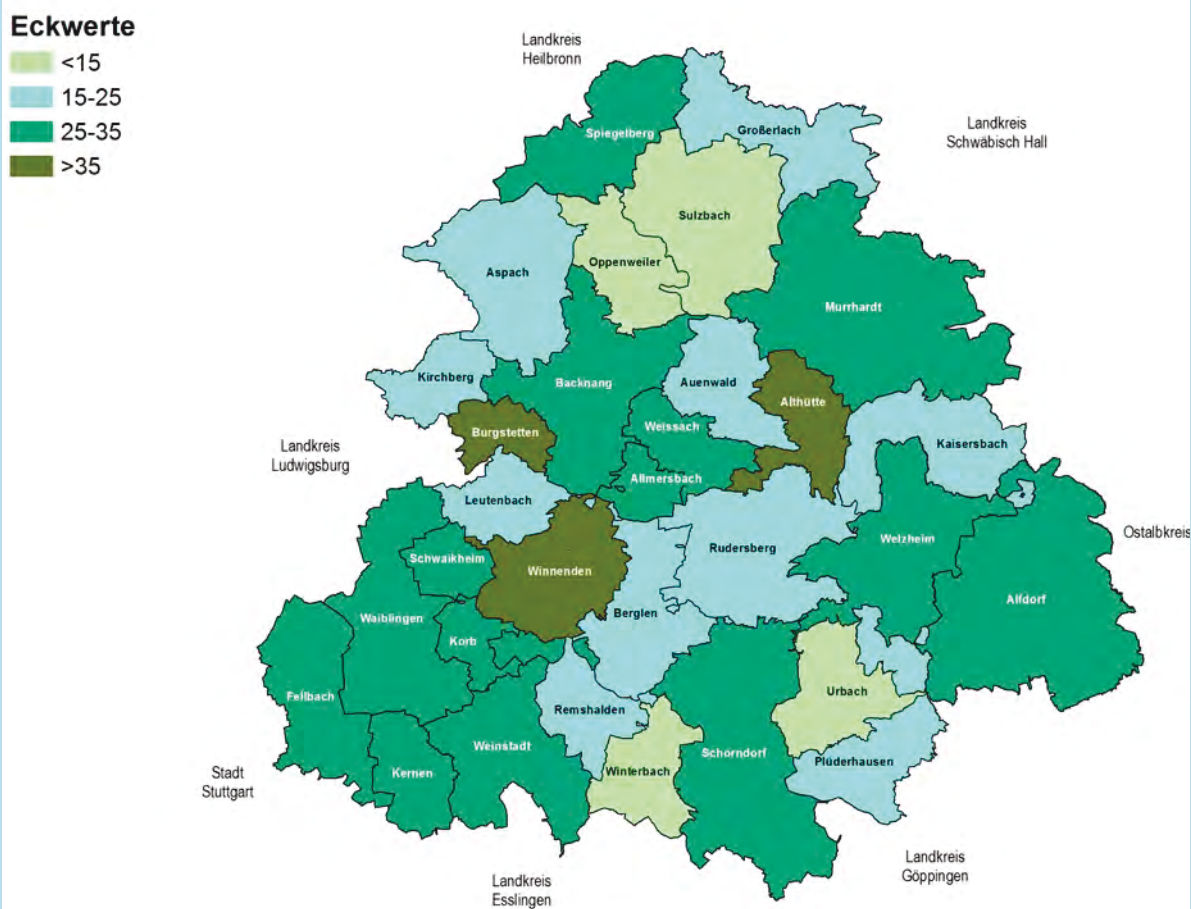 Eckwerte
<15
15-25
25-35
>35
Landkreis
Heilbronn
Landkreis
Schwäbisch Hall
Spiegelberg
Großerlach
Sulzbach
Oppenweiler
Aspach
Murrhardt
Kirchberg
Backnang
Auenwald
Althütte
Burgstetten
Weissach
Kaisersbach
Landkreis
Ludwigsburg
Allmersbach
Leutenbach
Schwaikheim
Winnenden
Rudersberg
Welzheim
Ostalbkreis
Alfdorf
Waiblingen
Korb
Berglen
Fellbach
Remshalden
Urbach
Weinstadt
Schorndorf
Kernen
Winterbach
Plüderhausen
Stadt
Stuttgart
Landkreis
Esslingen
Landkreis
Göppingen